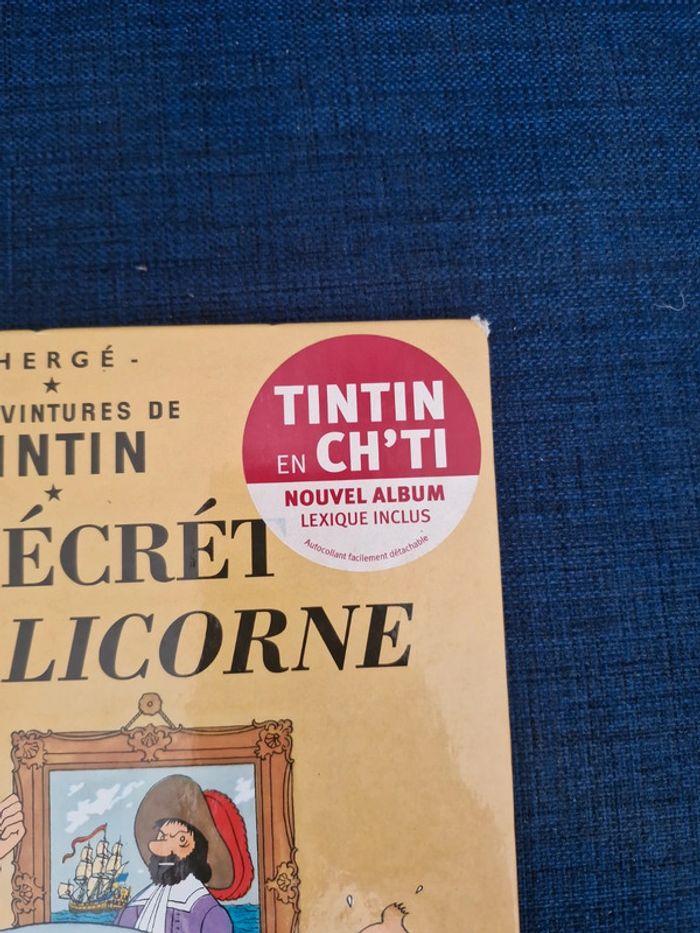 HERGÉ -
VINTURES DE
INTIN
ÉCRÉT
LICORNE
TINTIN
EN CH'TI
NOUVEL ALBUM
LEXIQUE INCLUS
Autocollant facilement détachable